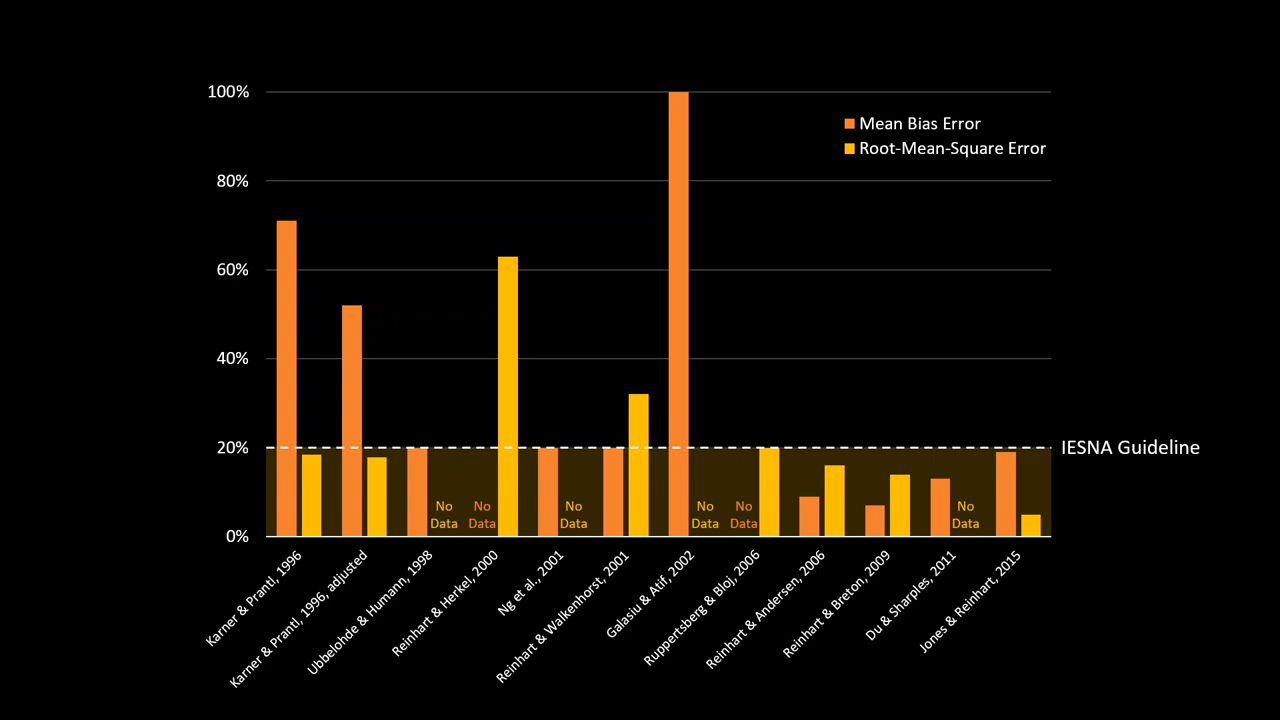 100%
Mean Bias Error
Root-Mean-Square Error
80%
60%
40%
20%
IESNA Guideline
No
Data
No
Data
No
Data
No
Data
No
Data
No
Data
0%
Karner & Prantl, 1996
Karner & Prantl, 1996, adjusted
Ubbelohde & Humann, 1998
Reinhart & Herkel, 2000
Ng et al., 2001
Reinhart & Walkenhorst, 2001
Galasiu & Atif, 2002
Ruppertsberg & Bloj, 2006
Reinhart & Andersen, 2006
Reinhart & Breton, 2009
Du & Sharples, 2011
Jones & Reinhart, 2015